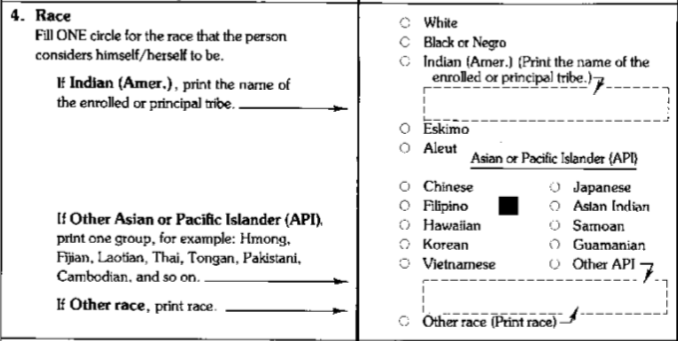 4. Race
Fill ONE circle for the race that the person
considers himself/herself to be.
If Indian (Amer.), print the name of
the enrolled or principal tribe.
If Other Asian or Pacific Islander (API),
print one group, for example: Hmong,
Fijian, Laotian, Thai, Tongan, Pakistani,
Cambodian, and so on.
If Other race, print race.
White
Black or Negro
Indian (Amer.) (Print the name of the
enrolled or principal tribe.)
Eskimo
Aleut
Asian or Pacific Islander (API)
Chinese
Japanese
Filipino
Asian Indian
Hawaiian
Samoan
Korean
Guamanian
Vietnamese
Other API
Other race (Print race)